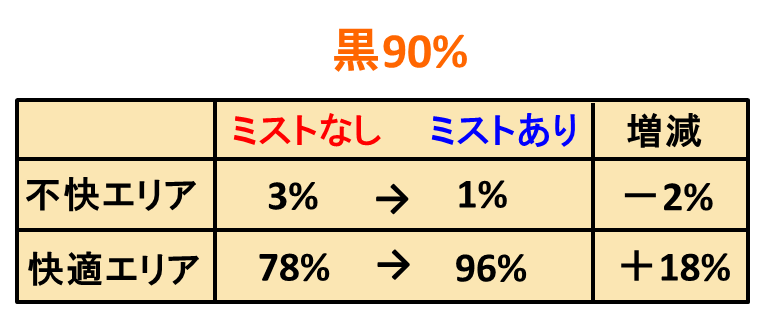 黒90%
ミストなし ミストあり 増減
不快エリア 3% → 1% －2%
快適エリア 78% → 96% ＋18%